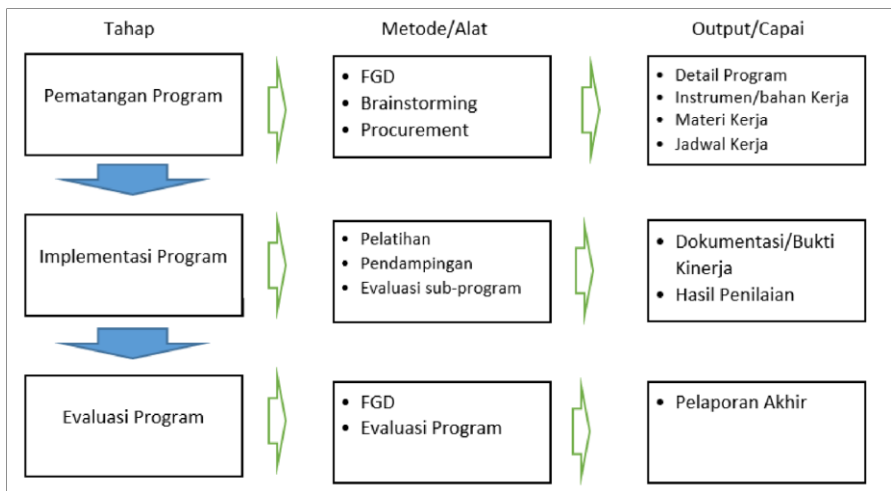 Tahap
Metode/Alat
Output/Capai
Pematangan Program
• FGD
• Brainstorming
• Procurement
• Detail Program
• Instrumen/bahan Kerja
• Materi Kerja
• Jadwal Kerja
Implementasi Program
• Pelatihan
• Pendampingan
• Evaluasi sub-program
• Dokumentasi/Bukti
Kinerja
• Hasil Penilaian
Evaluasi Program
• FGD
• Evaluasi Program
• Pelaporan Akhir